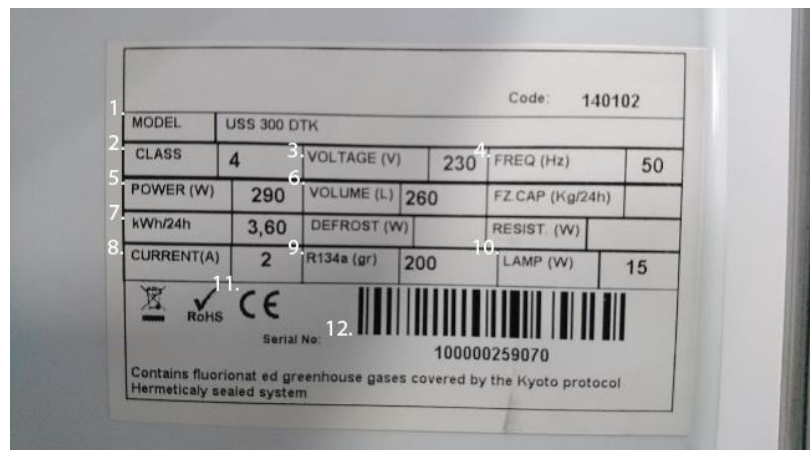 Code: 140102
1. MODEL USS 300 DTK
2. CLASS 4 3. VOLTAGE (V) 230 4. FREQ (Hz) 50
5. POWER (W) 290 6. VOLUME (L) 260 FZ.CAP (Kg/24h)
7. kWh/24h 3,60 DEFROST (W) RESIST. (W)
8. CURRENT(A) 2 9. R134a (gr) 200 10. LAMP (W) 15
11.
RoHS CE
Serial No: 12.
100000259070
Contains fluorionat ed greenhouse gases covered by the Kyoto protocol
Hermeticaly sealed system